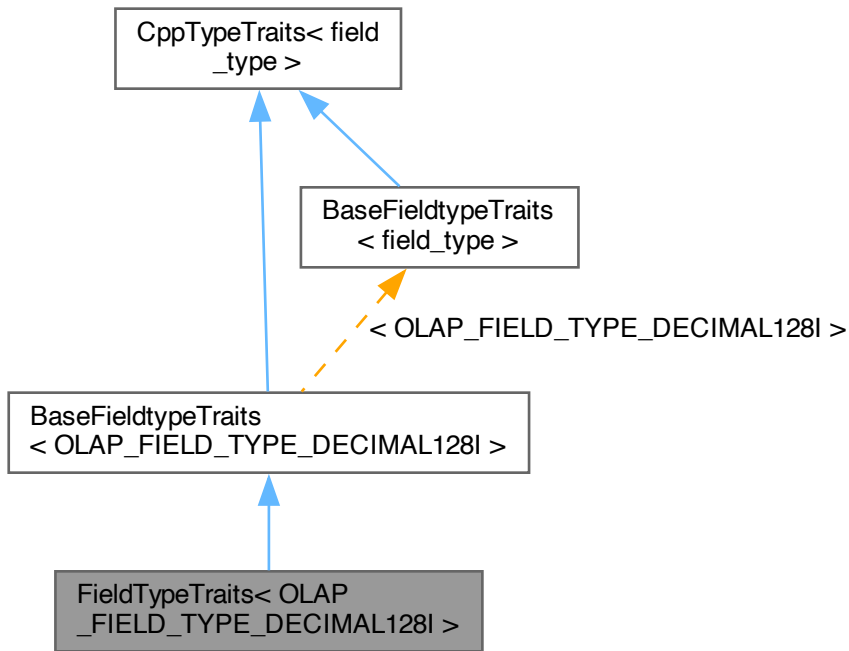 CppTypeTraits< field
_type >
BaseFieldtypeTraits
< field_type >
< OLAP_FIELD_TYPE_DECIMAL128I >
BaseFieldtypeTraits
< OLAP_FIELD_TYPE_DECIMAL128I >
FieldTypeTraits< OLAP
_FIELD_TYPE_DECIMAL128I >